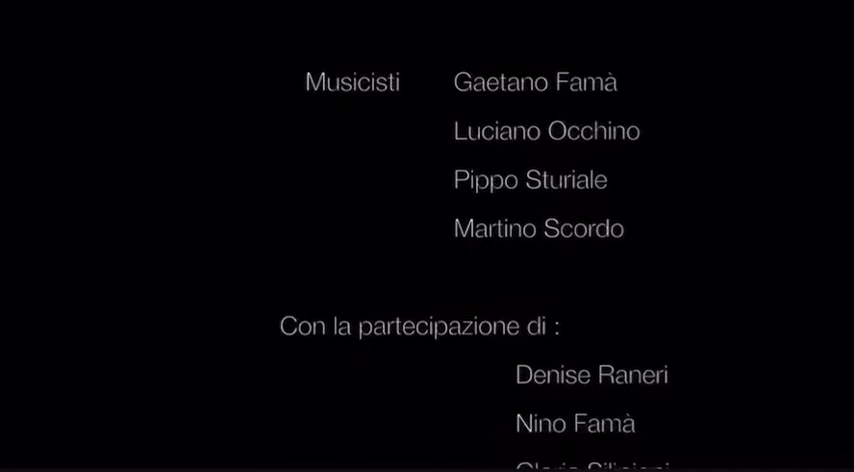 Musicisti Gaetano Famà
Luciano Occhino
Pippo Sturiale
Martino Scordo
Con la partecipazione di :
Denise Raneri
Nino Famà